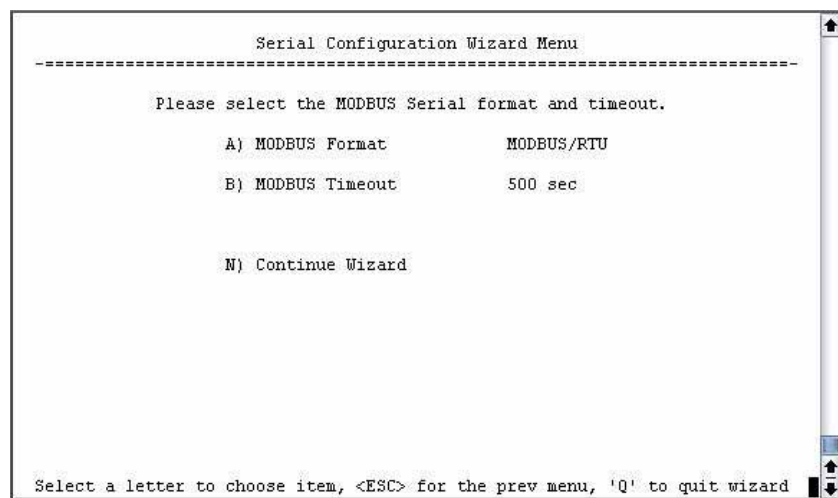 Serial Configuration Wizard Menu
-==========================================================================-
Please select the MODBUS Serial format and timeout.
A) MODBUS Format MODBUS/RTU
B) MODBUS Timeout 500 sec
N) Continue Wizard
Select a letter to choose item, <ESC> for the prev menu, 'Q' to quit wizard